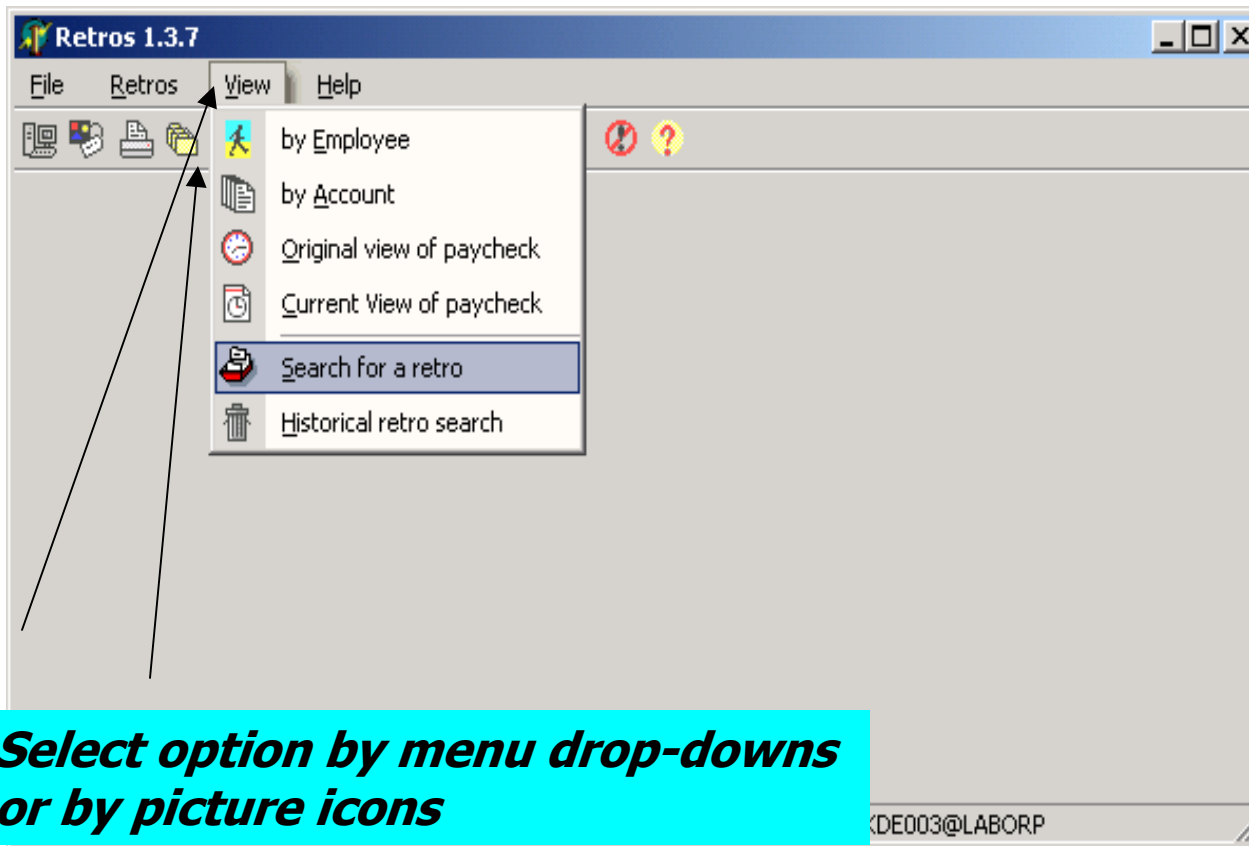 Retros 1.3.7
File Retros View Help
by Employee
by Account
Original view of paycheck
Current View of paycheck
Search for a retro
Historical retro search
Select option by menu drop-downs
or by picture icons
KDE003@LABORP